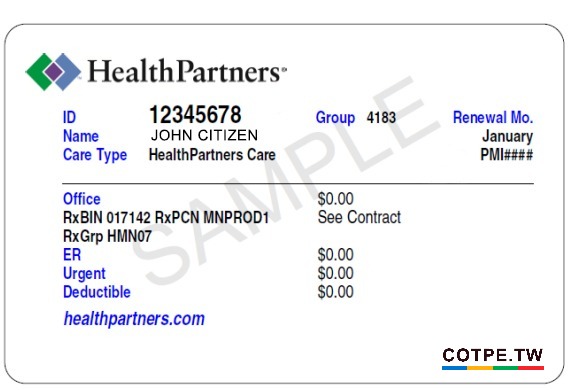 HealthPartners®
ID 12345678 Group 4183 Renewal Mo.
Name JOHN CITIZEN January
Care Type HealthPartners Care PMI####
SAMPLE
Office $0.00
RxBIN 017142 RxPCN MNPROD1 See Contract
RxGrp HMN07
ER $0.00
Urgent $0.00
Deductible $0.00
healthpartners.com
COTPE.TW